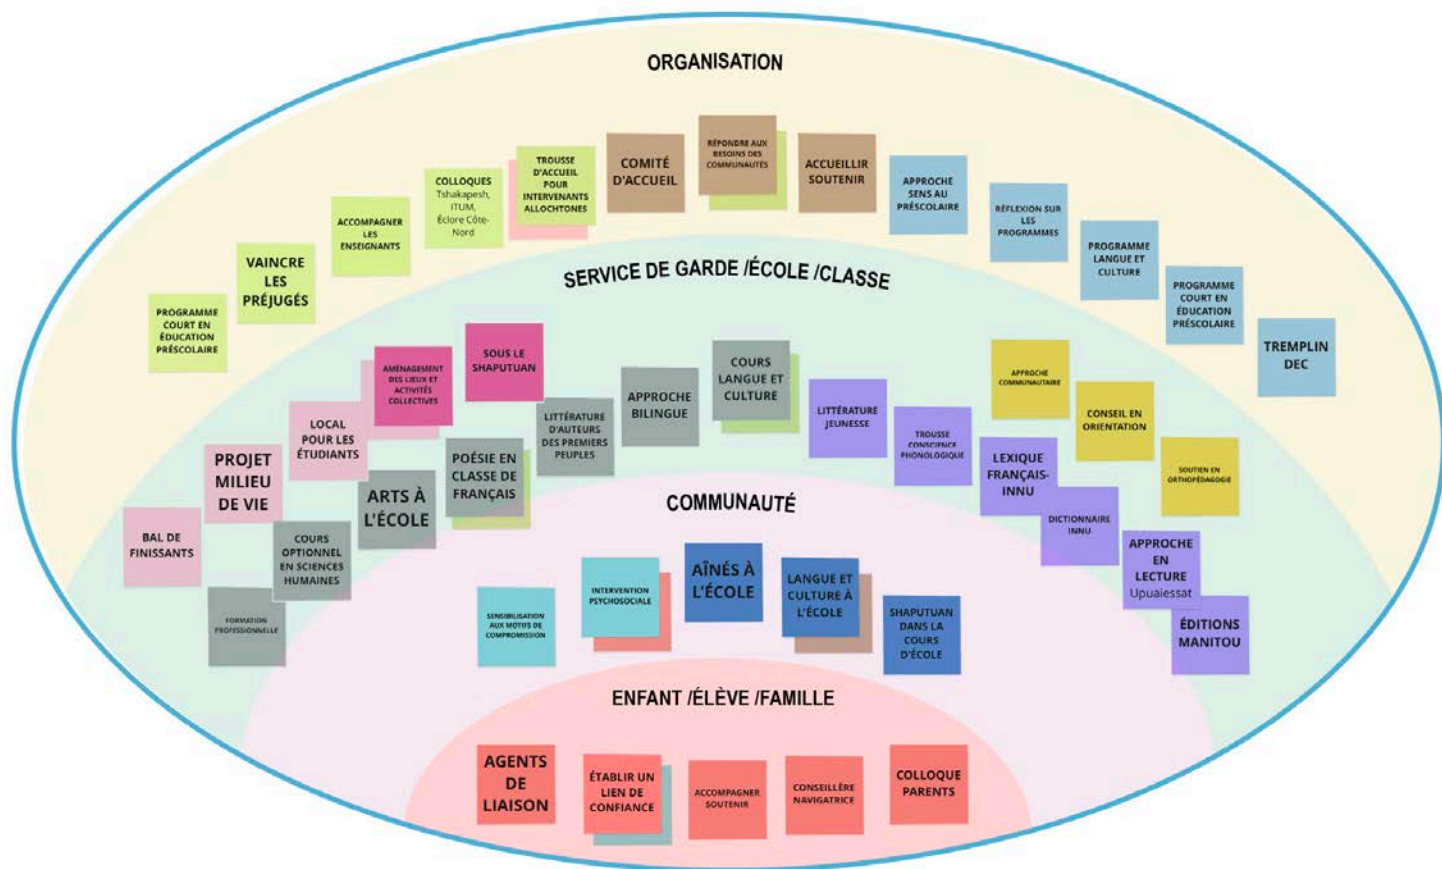 ORGANISATION
PROGRAMME
COURT EN
ÉDUCATION
PRÉSCOLAIRE
VAINCRE
LES
PRÉJUGÉS
ACCOMPAGNER
LES
ENSEIGNANTS
COLLOQUES
Tshakapesh,
ITUM,
Éclore Côte-
Nord
TROUSSE
D'ACCUEIL
POUR
INTERVENANTS
ALLOCHTONES
COMITÉ
D'ACCUEIL
RÉPONDRE AUX
BESOINS DES
COMMUNAUTÉS
ACCUEILLIR
SOUTENIR
APPROCHE
SENS AU
PRÉSCOLAIRE
RÉFLEXION SUR
LES
PROGRAMMES
PROGRAMME
LANGUE ET
CULTURE
PROGRAMME
COURT EN
ÉDUCATION
PRÉSCOLAIRE
TREMPLIN
DEC
SERVICE DE GARDE /ÉCOLE /CLASSE
BAL DE
FINISSANTS
PROJET
MILIEU
DE VIE
LOCAL
POUR LES
ÉTUDIANTS
AMÉNAGEMENT
DES LIEUX ET
ACTIVITÉS
COLLECTIVES
SOUS LE
SHAPUTUAN
FORMATION
PROFESSIONNELLE
COURS
OPTIONNEL
EN SCIENCES
HUMAINES
ARTS À
L'ÉCOLE
POÉSIE EN
CLASSE DE
FRANÇAIS
LITTÉRATURE
D'AUTEURS
DES PREMIERS
PEUPLES
APPROCHE
BILINGUE
COURS
LANGUE ET
CULTURE
LITTÉRATURE
JEUNESSE
TROUSSE
CONSCIENCE
PHONOLOGIQUE
LEXIQUE
FRANÇAIS-
INNU
DICTIONNAIRE
INNU
APPROCHE
EN
LECTURE
Upuaiessat
ÉDITIONS
MANITOU
APPROCHE
COMMUNAUTAIRE
CONSEIL EN
ORIENTATION
SOUTIEN EN
ORTHOPÉDAGOGIE
COMMUNAUTÉ
SENSIBILISATION
AUX MOTIFS DE
COMPROMISSION
INTERVENTION
PSYCHOSOCIALE
AÎNÉS À
L'ÉCOLE
LANGUE ET
CULTURE À
L'ÉCOLE
SHAPUTUAN
DANS LA
COURS
D'ÉCOLE
ENFANT /ÉLÈVE /FAMILLE
AGENTS
DE
LIAISON
ÉTABLIR UN
LIEN DE
CONFIANCE
ACCOMPAGNER
SOUTENIR
CONSEILLÈRE
NAVIGATRICE
COLLOQUE
PARENTS